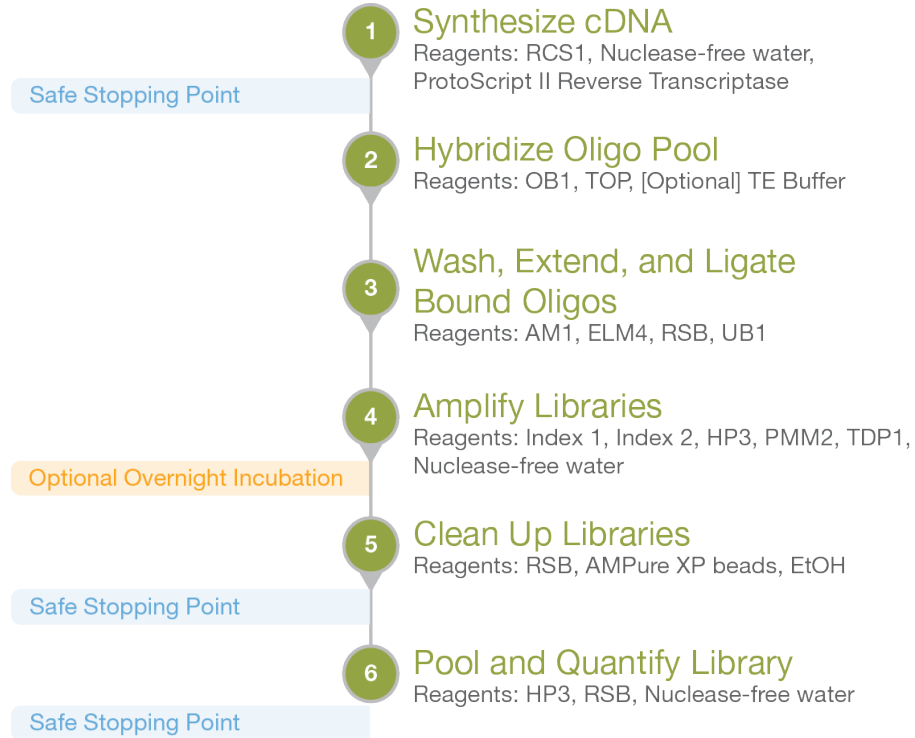 1
Synthesize cDNA
Reagents: RCS1, Nuclease-free water,
ProtoScript II Reverse Transcriptase
Safe Stopping Point
2
Hybridize Oligo Pool
Reagents: OB1, TOP, [Optional] TE Buffer
3
Wash, Extend, and Ligate
Bound Oligos
Reagents: AM1, ELM4, RSB, UB1
4
Amplify Libraries
Reagents: Index 1, Index 2, HP3, PMM2, TDP1,
Nuclease-free water
Optional Overnight Incubation
5
Clean Up Libraries
Reagents: RSB, AMPure XP beads, EtOH
Safe Stopping Point
6
Pool and Quantify Library
Reagents: HP3, RSB, Nuclease-free water
Safe Stopping Point